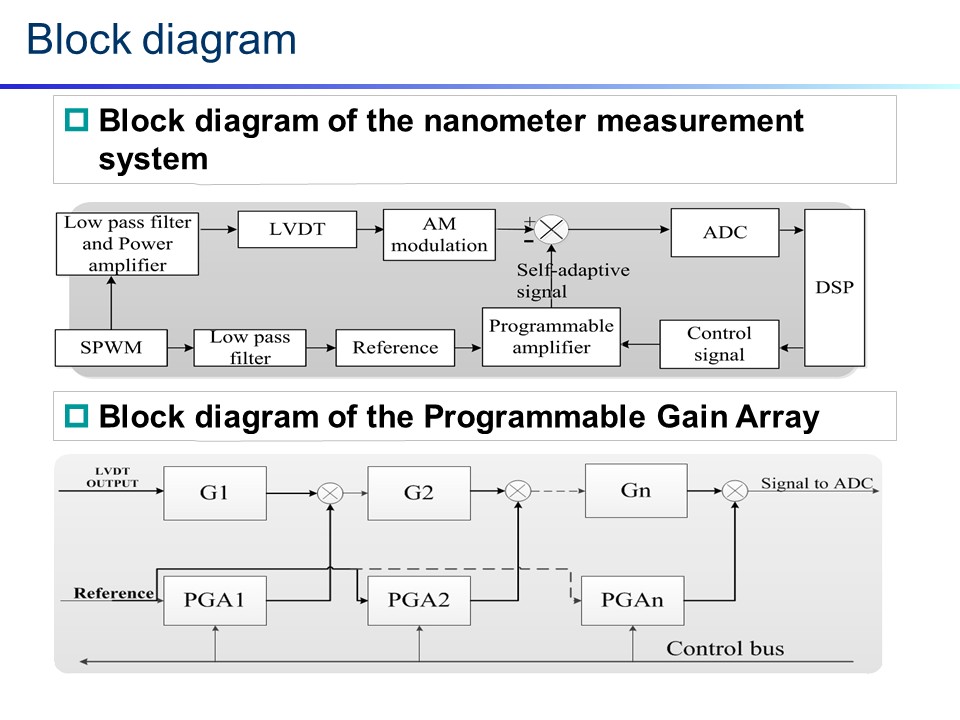 Block diagram
Block diagram of the nanometer measurement
system
Low pass filter
and Power
amplifier
LVDT
AM
modulation
+
-
ADC
DSP
Self-adaptive
signal
SPWM
Low pass
filter
Reference
Programmable
amplifier
Control
signal
Block diagram of the Programmable Gain Array
LVDT
OUTPUT
G1
G2
Gn
Signal to ADC
Reference
PGA1
PGA2
PGAn
Control bus